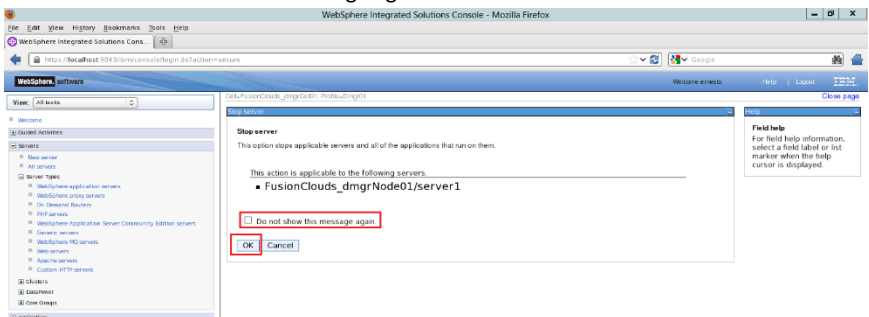 WebSphere Integrated Solutions Console - Mozilla Firefox
File Edit View History Bookmarks Tools Help
WebSphere Integrated Solutions Cons...
https://localhost:9043/ibm/console/login.do?action=secure
Google
WebSphere. software
Welcome ernesto
Help | Logout
IBM.
View: All tasks
Cell=FusionClouds_dmgrCell01, Profile=Dmgr01
Close page
Welcome
Guided Activities
Servers
New server
All servers
Server Types
WebSphere application servers
WebSphere proxy servers
On Demand Routers
PHP servers
WebSphere Application Server Community Edition servers
Generic servers
WebSphere MQ servers
Web servers
Apache servers
Custom HTTP servers
Clusters
DataPower
Core Groups
Stop server
Stop server
This option stops applicable servers and all of the applications that run on them.
This action is applicable to the following servers.
FusionClouds_dmgrNode01/server1
Do not show this message again.
OK Cancel
Help
Field help
For field help information,
select a field label or list
marker when the help
cursor is displayed.